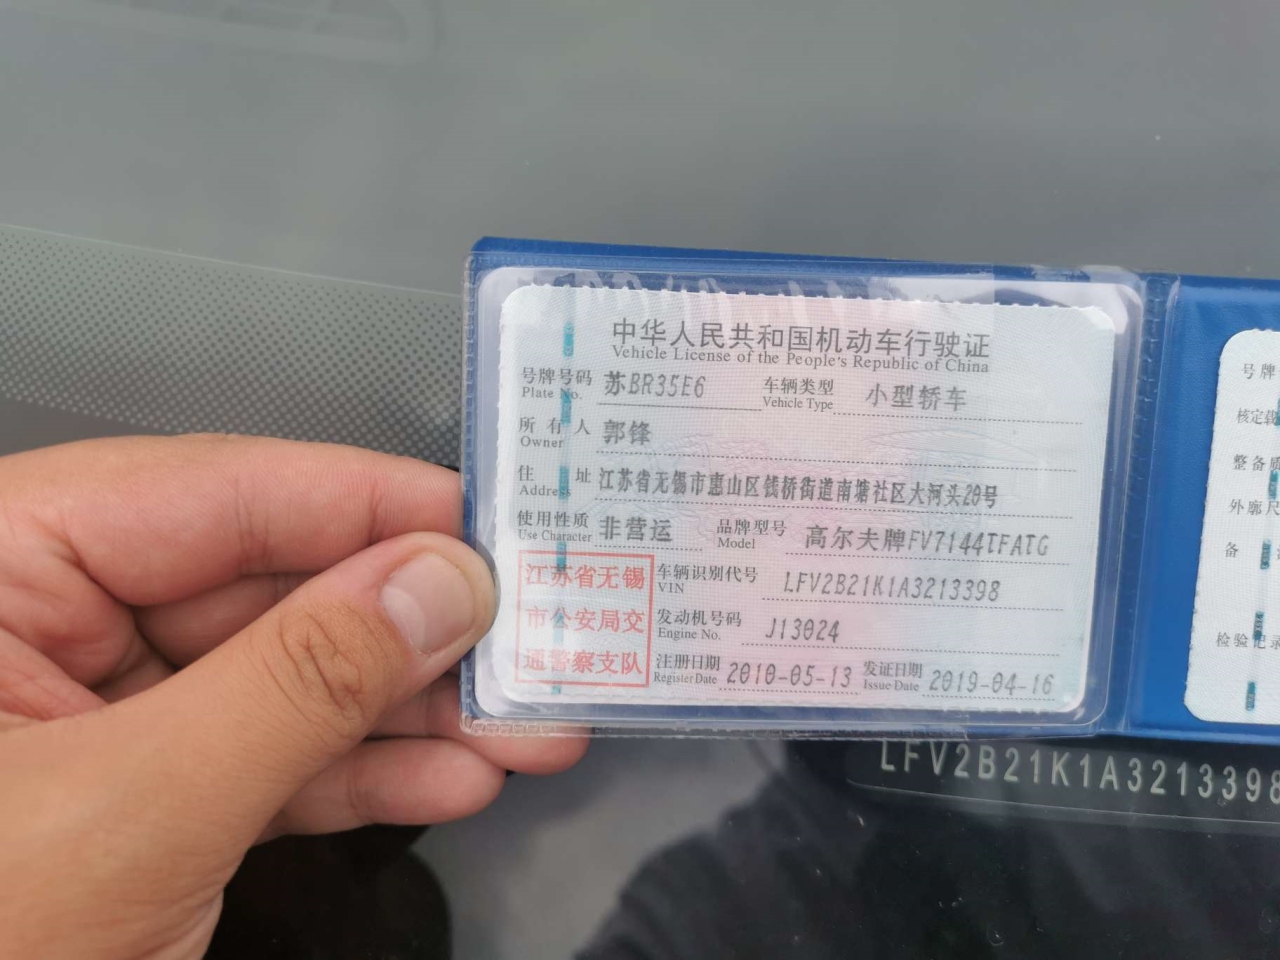 中华人民共和国机动车行驶证
Vehicle License of the People's Republic of China
号牌号码 苏BR35E6 车辆类型 小型轿车
Plate No. Vehicle Type
所有人 郭锋
Owner
住址 江苏省无锡市惠山区钱桥街道南塘社区大河头20号
Address
使用性质 非营运 品牌型号 高尔夫牌FV7144TFATG
Use Character Model
江苏省无锡
市公安局交
通警察支队
车辆识别代号 LFV2B21K1A3213398
VIN
发动机号码 J13024
Engine No.
注册日期 2010-05-13 发证日期 2019-04-16
Register Date Issue Date
号牌
核定载
整备质
外廓尺
备
检验记录
LFV2B21K1A3213398